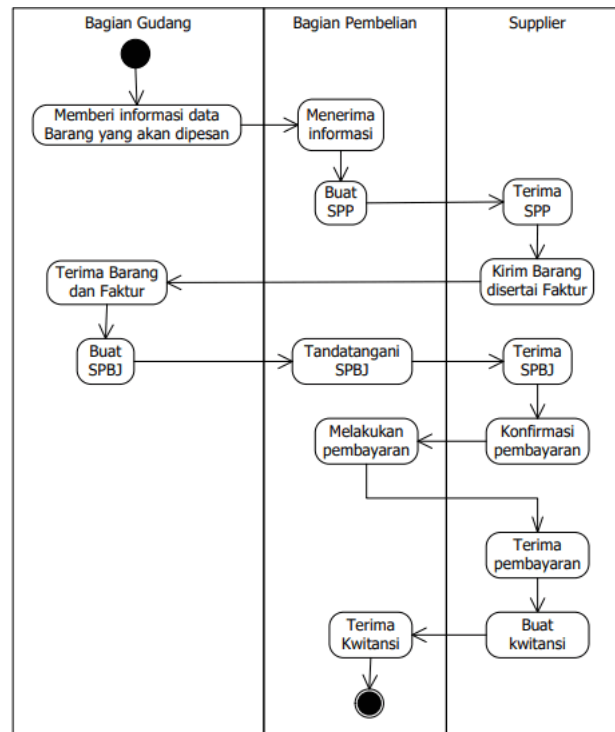 Bagian Gudang
Bagian Pembelian
Supplier
Memberi informasi data
Barang yang akan dipesan
Menerima
informasi
Buat
SPP
Terima
SPP
Kirim Barang
disertai Faktur
Terima Barang
dan Faktur
Buat
SPBJ
Tandatangani
SPBJ
Terima
SPBJ
Konfirmasi
pembayaran
Melakukan
pembayaran
Terima
pembayaran
Buat
kwitansi
Terima
Kwitansi